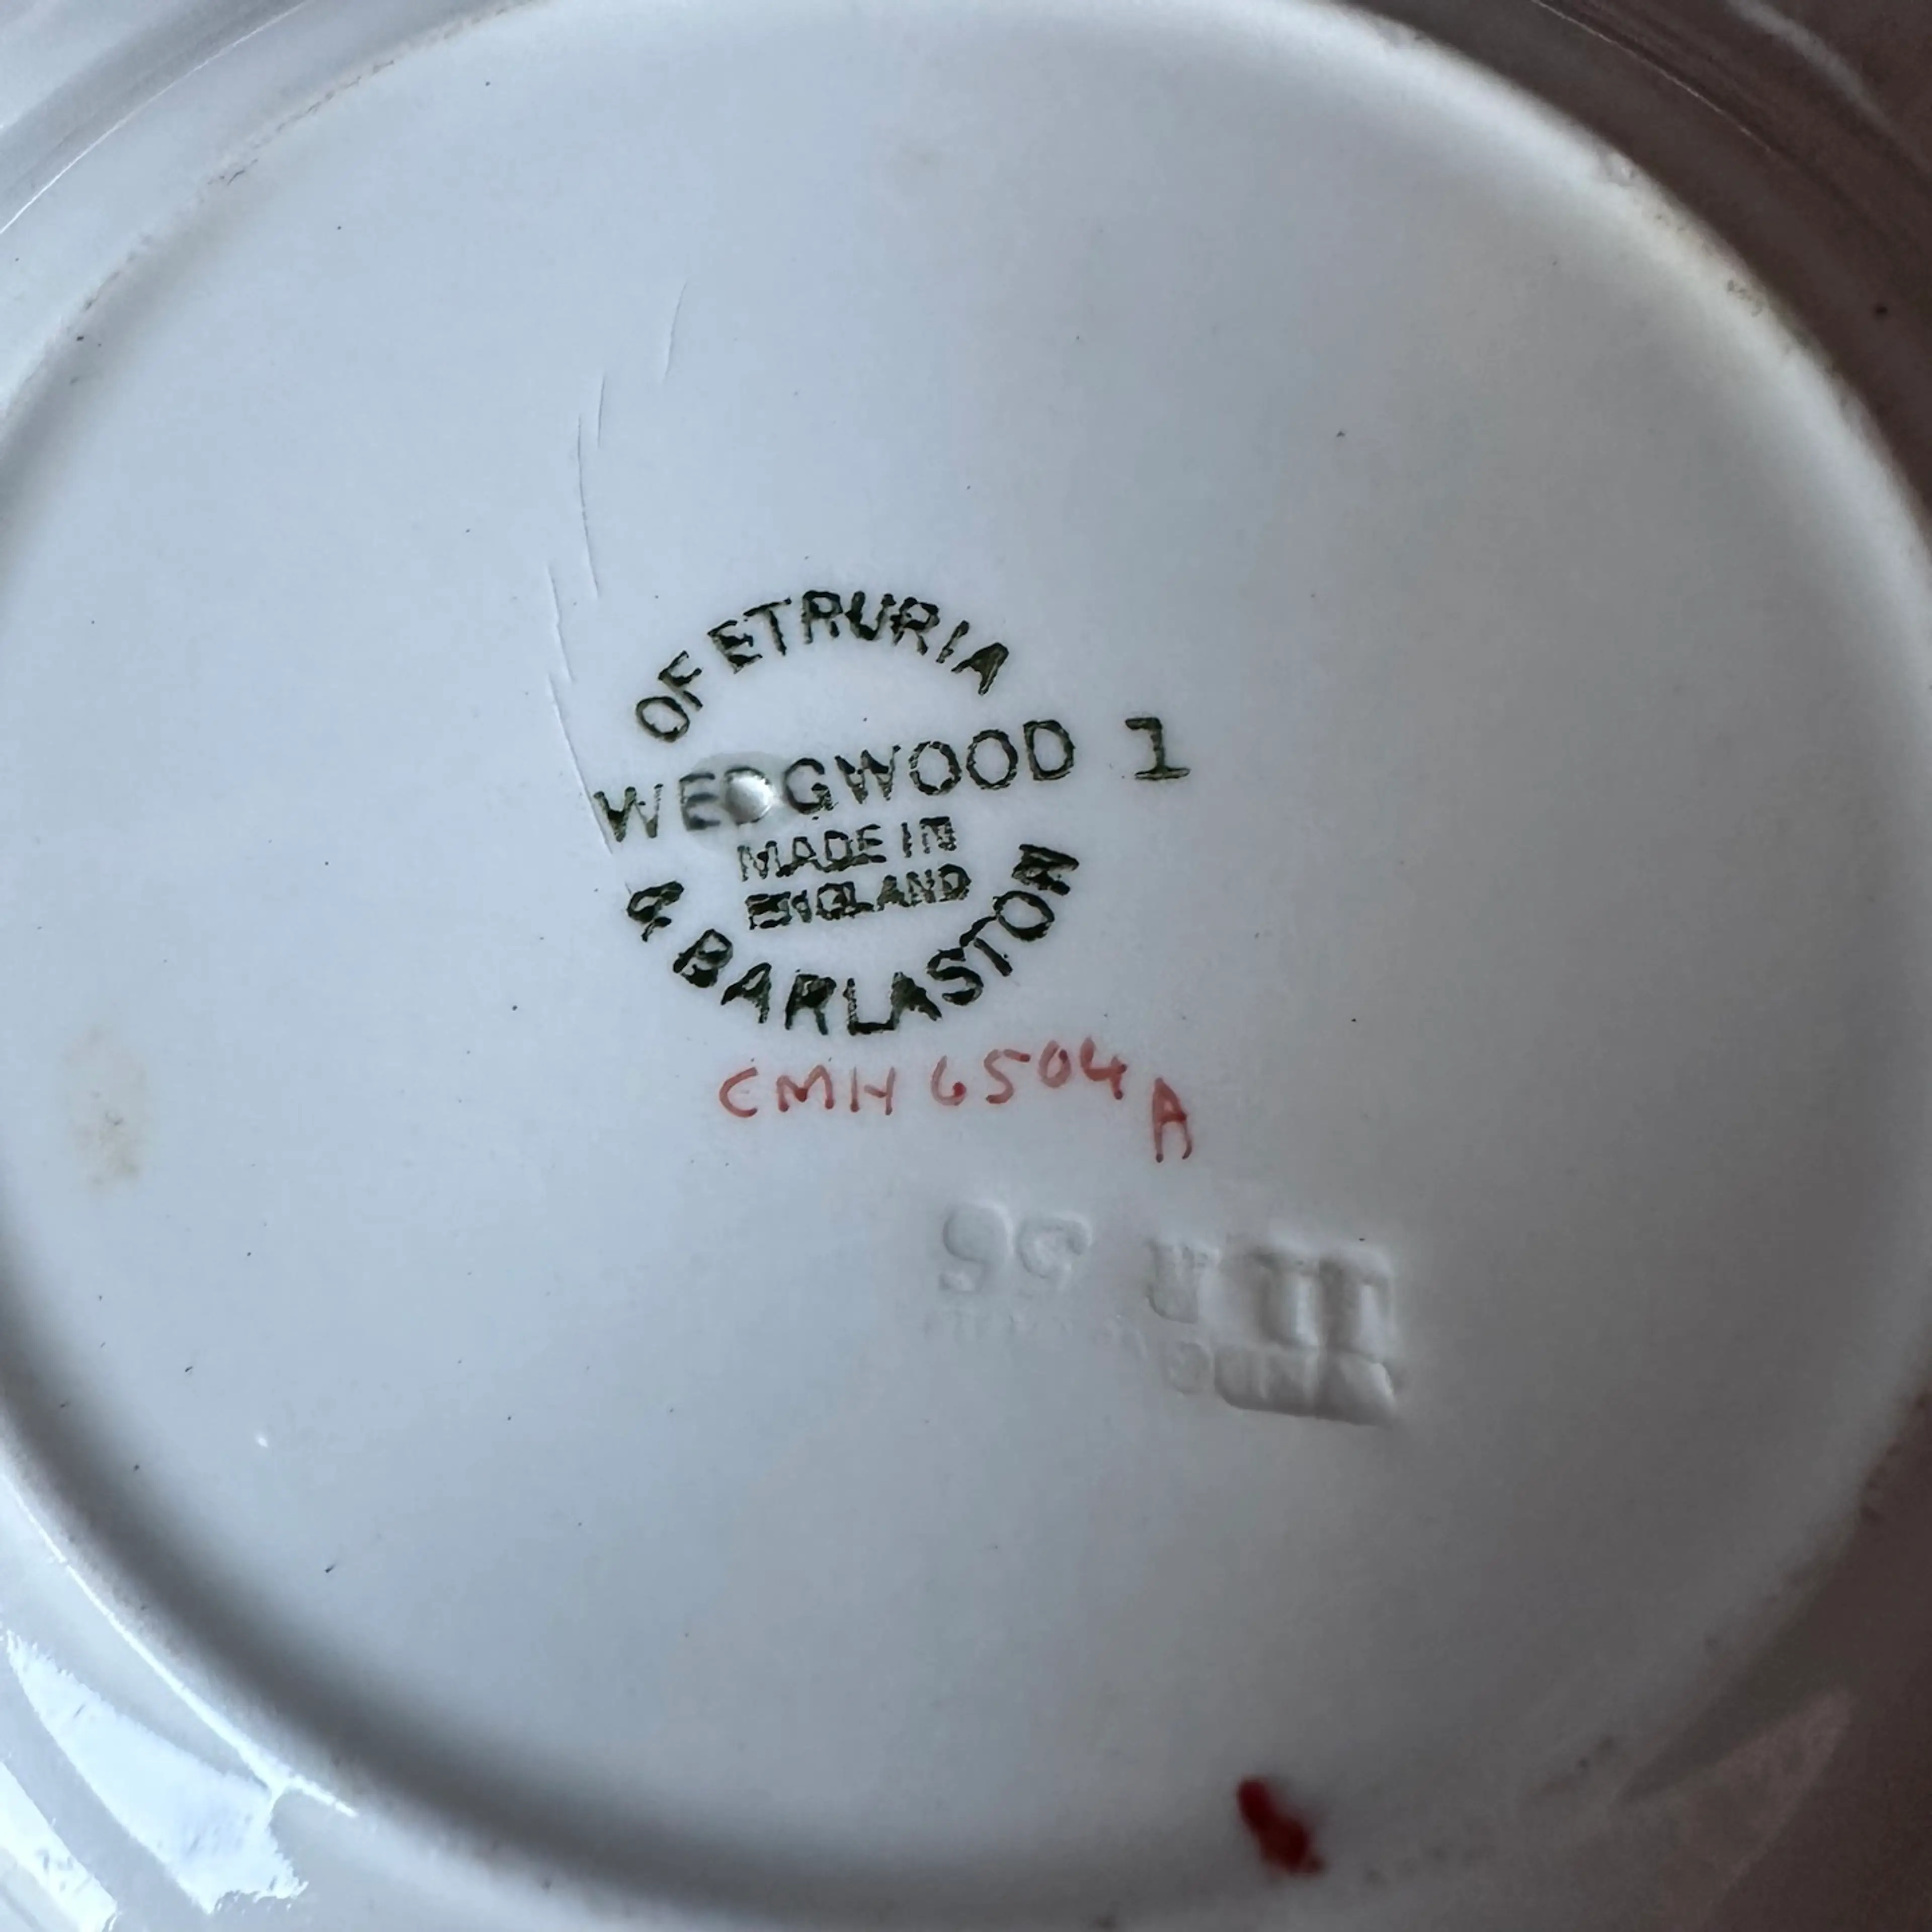 OF ETRURIA
WEDGWOOD 1
MADE IN
ENGLAND
& BARLASTON
CMH 6504 A